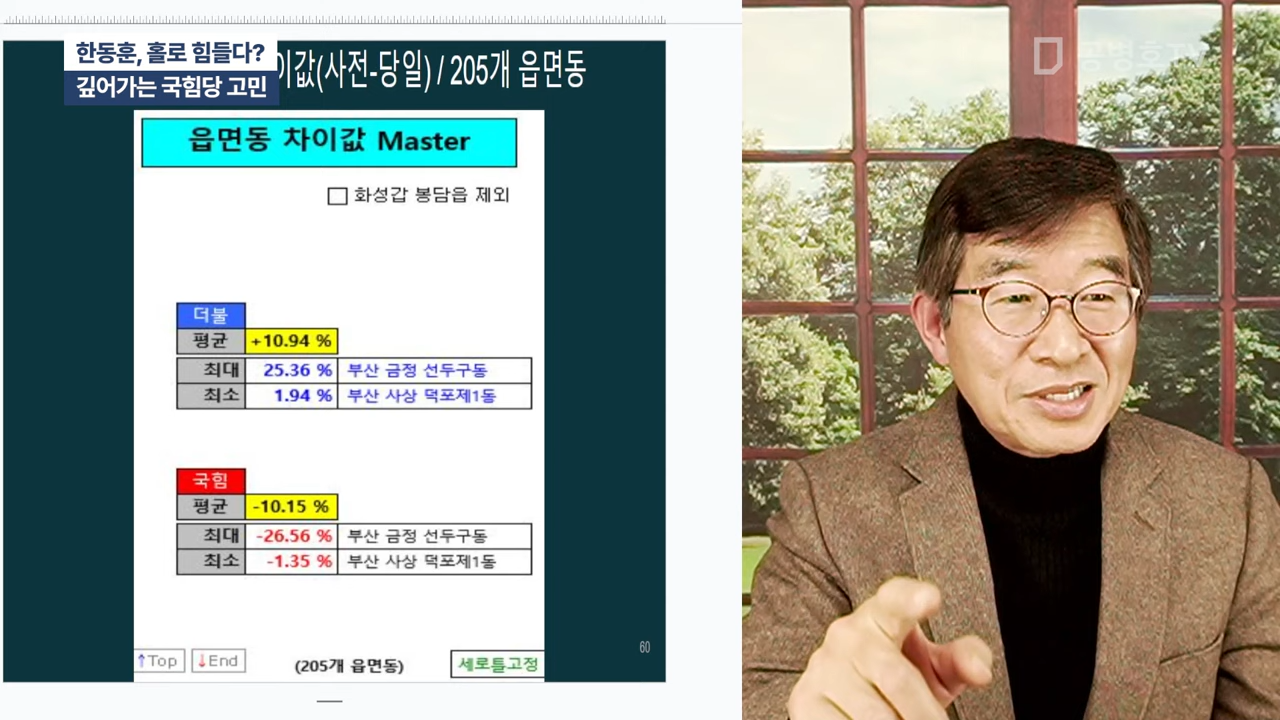 한동훈, 홀로 힘들다?
깊어가는 국힘당 고민
이값(사전-당일) / 205개 읍면동
공병호TV
읍면동 차이값 Master
화성갑 봉담읍 제외
더불
평균 +10.94 %
최대 25.36 % 부산 금정 선두구동
최소 1.94 % 부산 사상 덕포제1동
국힘
평균 -10.15 %
최대 -26.56 % 부산 금정 선두구동
최소 -1.35 % 부산 사상 덕포제1동
↑Top ↓End (205개 읍면동) 세로틀고정
60